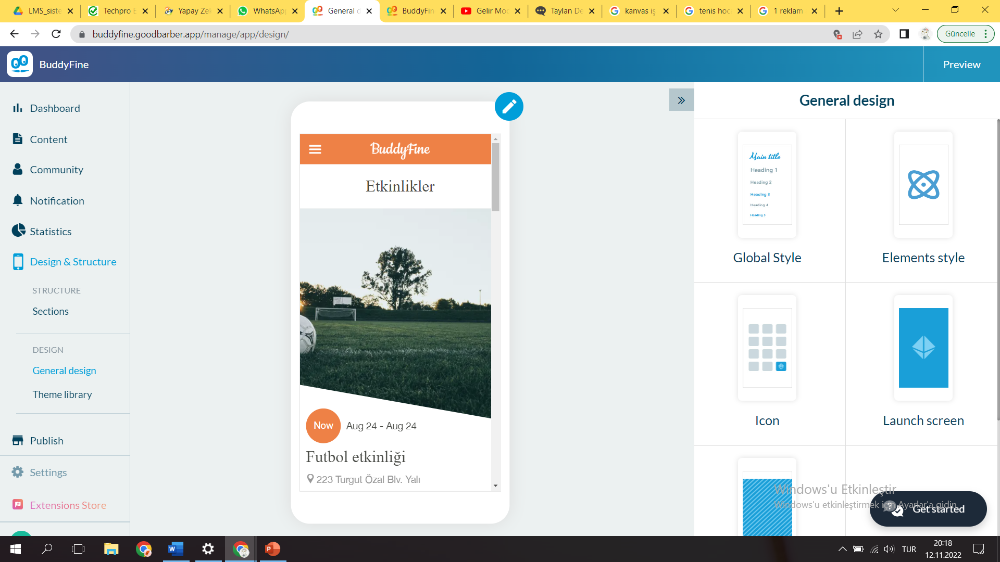 LMS_siste
Techpro E
Yapay Zek
WhatsApp
General d
BuddyFin
Gelir Mod
Taylan De
kanvas iş
tenis hoc
1 reklam
buddyfine.goodbarber.app/manage/app/design/
Güncelle
BuddyFine
Preview
Dashboard
Content
Community
Notification
Statistics
Design & Structure
STRUCTURE
Sections
DESIGN
General design
Theme library
Publish
Settings
Extensions Store
BuddyFine
Etkinlikler
Now
Aug 24 - Aug 24
Futbol etkinliği
223 Turgut Özal Blv. Yalı
General design
Main title
Heading 1
Heading 2
Heading 3
Heading 4
Heading 5
Global Style
Elements style
Icon
Launch screen
Windows'u Etkinleştir
Windows'u etkinleştirmek için Ayarlar'a gidin.
Get started
TUR
20:18
12.11.2022